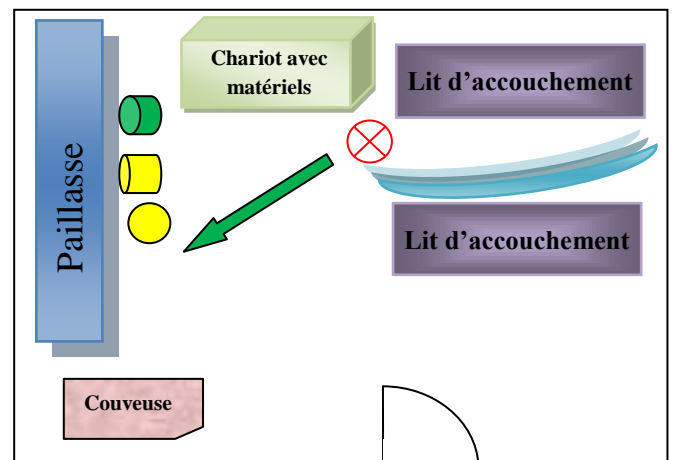 Chariot avec
matériels
Lit d'accouchement
Paillasse
Lit d'accouchement
Couveuse